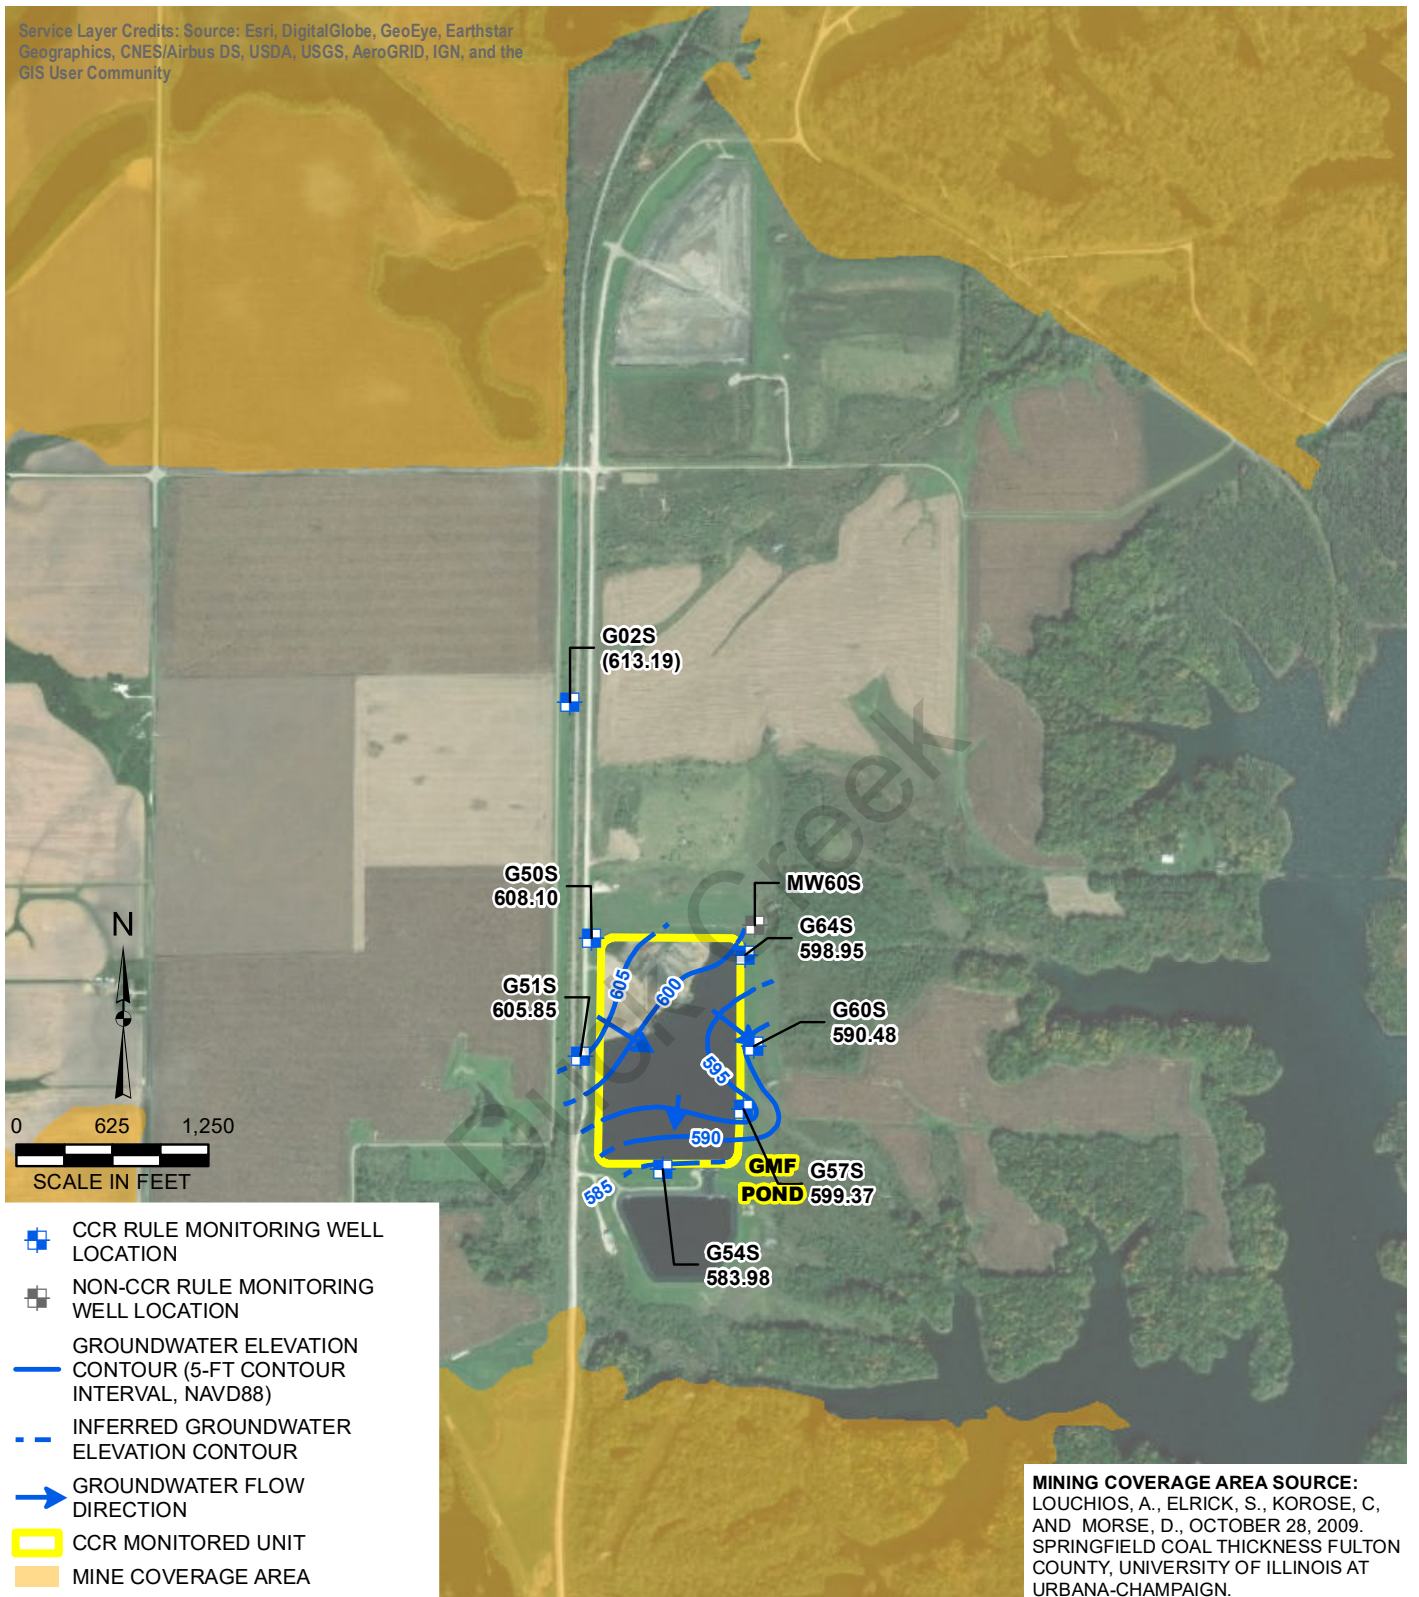 Service Layer Credits: Source: Esri, DigitalGlobe, GeoEye, Earthstar
Geographics, CNES/Airbus DS, USDA, USGS, AeroGRID, IGN, and the
GIS User Community
G02S
(613.19)
Duck Creek
G50S
608.10
MW60S
G64S
598.95
G51S
605.85
G60S
590.48
605
600
595
590
585
GMF
POND
G57S
599.37
G54S
583.98
N
0 625 1,250
SCALE IN FEET
CCR RULE MONITORING WELL
LOCATION
NON-CCR RULE MONITORING
WELL LOCATION
GROUNDWATER ELEVATION
CONTOUR (5-FT CONTOUR
INTERVAL, NAVD88)
INFERRED GROUNDWATER
ELEVATION CONTOUR
GROUNDWATER FLOW
DIRECTION
CCR MONITORED UNIT
MINE COVERAGE AREA
MINING COVERAGE AREA SOURCE:
LOUCHIOS, A., ELRICK, S., KOROSE, C,
AND MORSE, D., OCTOBER 28, 2009.
SPRINGFIELD COAL THICKNESS FULTON
COUNTY, UNIVERSITY OF ILLINOIS AT
URBANA-CHAMPAIGN.